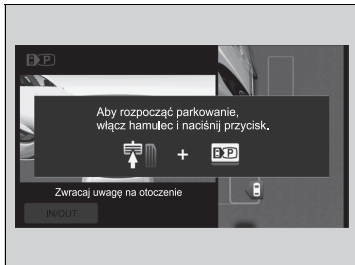 P
Aby rozpocząć parkowanie,
włącz hamulec i naciśnij przycisk.
+ P
Zwracaj uwagę na otoczenie
IN/OUT